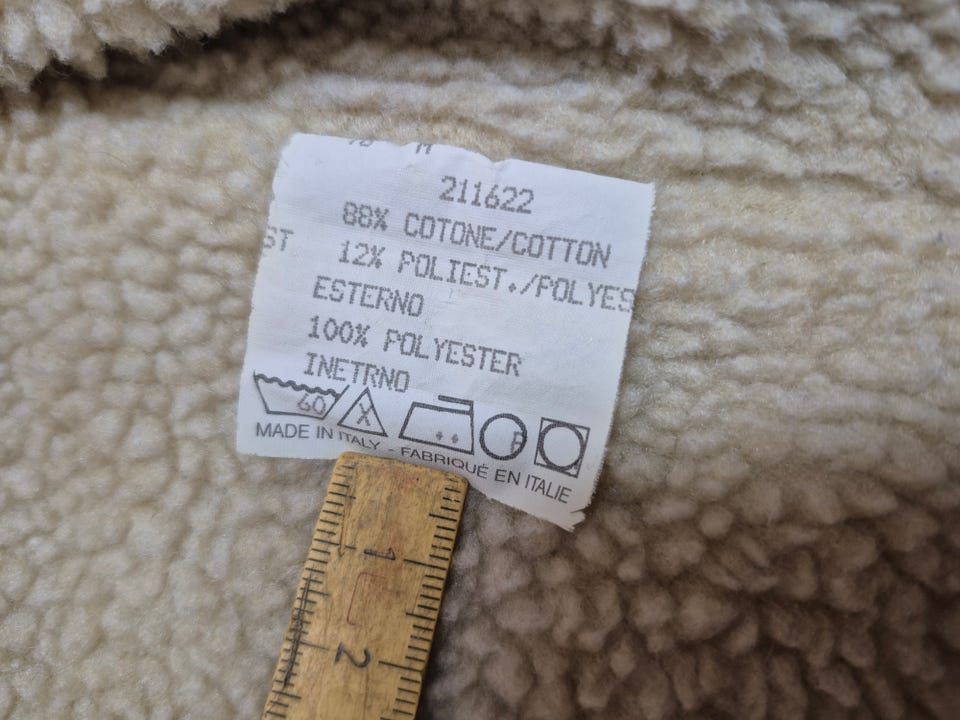 M
211622
88% COTONE/COTTON
ST 12% POLIEST./POLYES
ESTERNO
100% POLYESTER
INETRNO
60 X P
MADE IN ITALY - FABRIQUÉ EN ITALIE
1
2